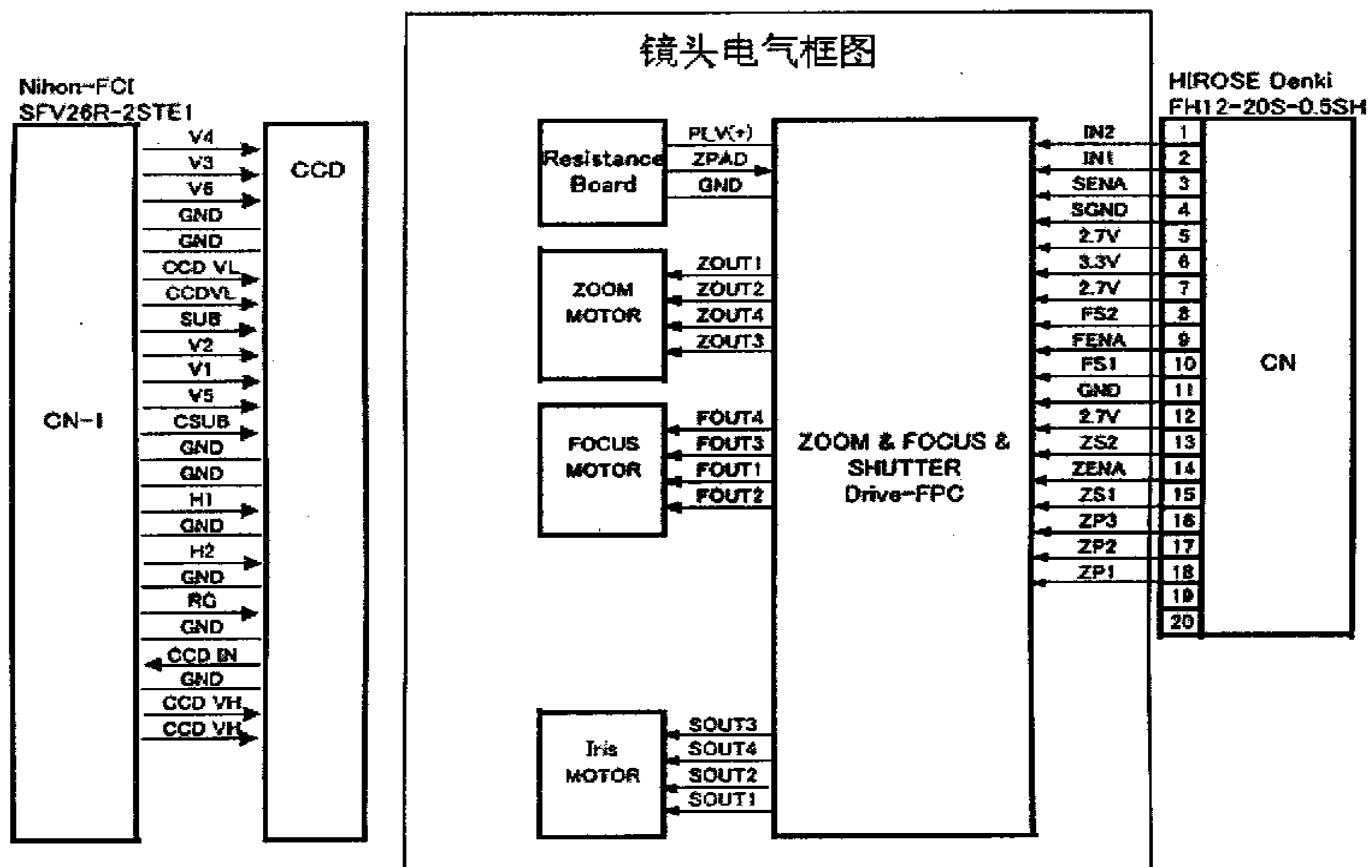 镜头电气框图
Nihon-FCI
SFV26R-2STE1
V4
V3
V6
GND
GND
CCD VL
CCDVL
SUB
V2
V1
V5
CSUB
GND
GND
H1
GND
H2
GND
RG
GND
CCD IN
GND
CCD VH
CCD VH
CN-1
CCD
Resistance
Board
PI_V(+)
ZPAD
GND
ZOOM
MOTOR
ZOUT1
ZOUT2
ZOUT4
ZOUT3
FOCUS
MOTOR
FOUT4
FOUT3
FOUT1
FOUT2
Iris
MOTOR
SOUT3
SOUT4
SOUT2
SOUT1
ZOOM & FOCUS &
SHUTTER
Drive-FPC
HIROSE Denki
FH12-20S-0.5SH
IN2
IN1
SENA
SGND
2.7V
3.3V
2.7V
FS2
FENA
FS1
GND
2.7V
ZS2
ZENA
ZS1
ZP3
ZP2
ZP1
1
2
3
4
5
6
7
8
9
10
11
12
13
14
15
16
17
18
19
20
CN